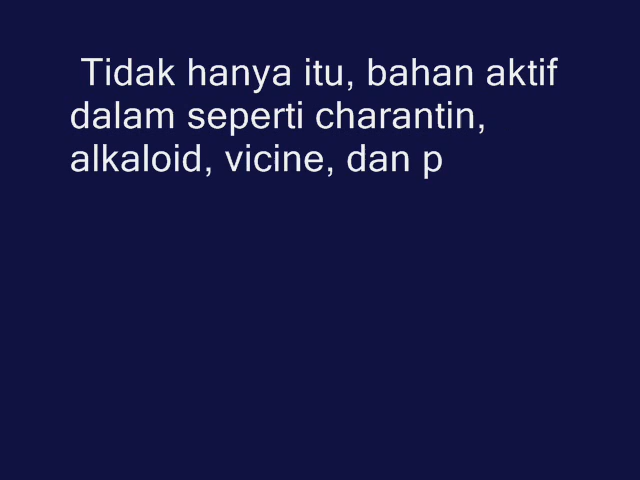 Tidak hanya itu, bahan aktif
dalam seperti charantin,
alkaloid, vicine, dan p